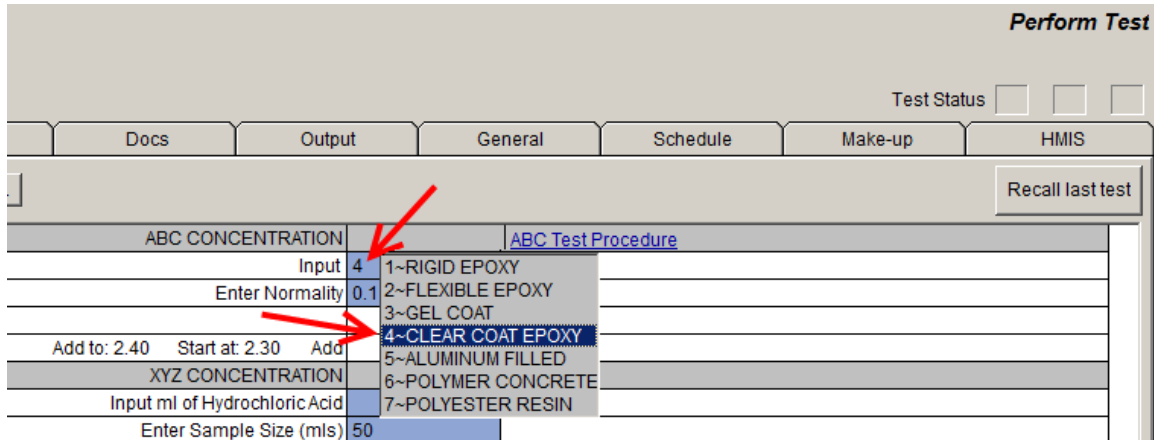 Perform Test
Test Status
Docs Output General Schedule Make-up HMIS
Recall last test
ABC CONCENTRATION ABC Test Procedure
Input 4
1~RIGID EPOXY
Enter Normality 0.1
2~FLEXIBLE EPOXY
3~GEL COAT
4~CLEAR COAT EPOXY
Add to: 2.40 Start at: 2.30 Add
5~ALUMINUM FILLED
XYZ CONCENTRATION
6~POLYMER CONCRETE
Input ml of Hydrochloric Acid
7~POLYESTER RESIN
Enter Sample Size (mls) 50